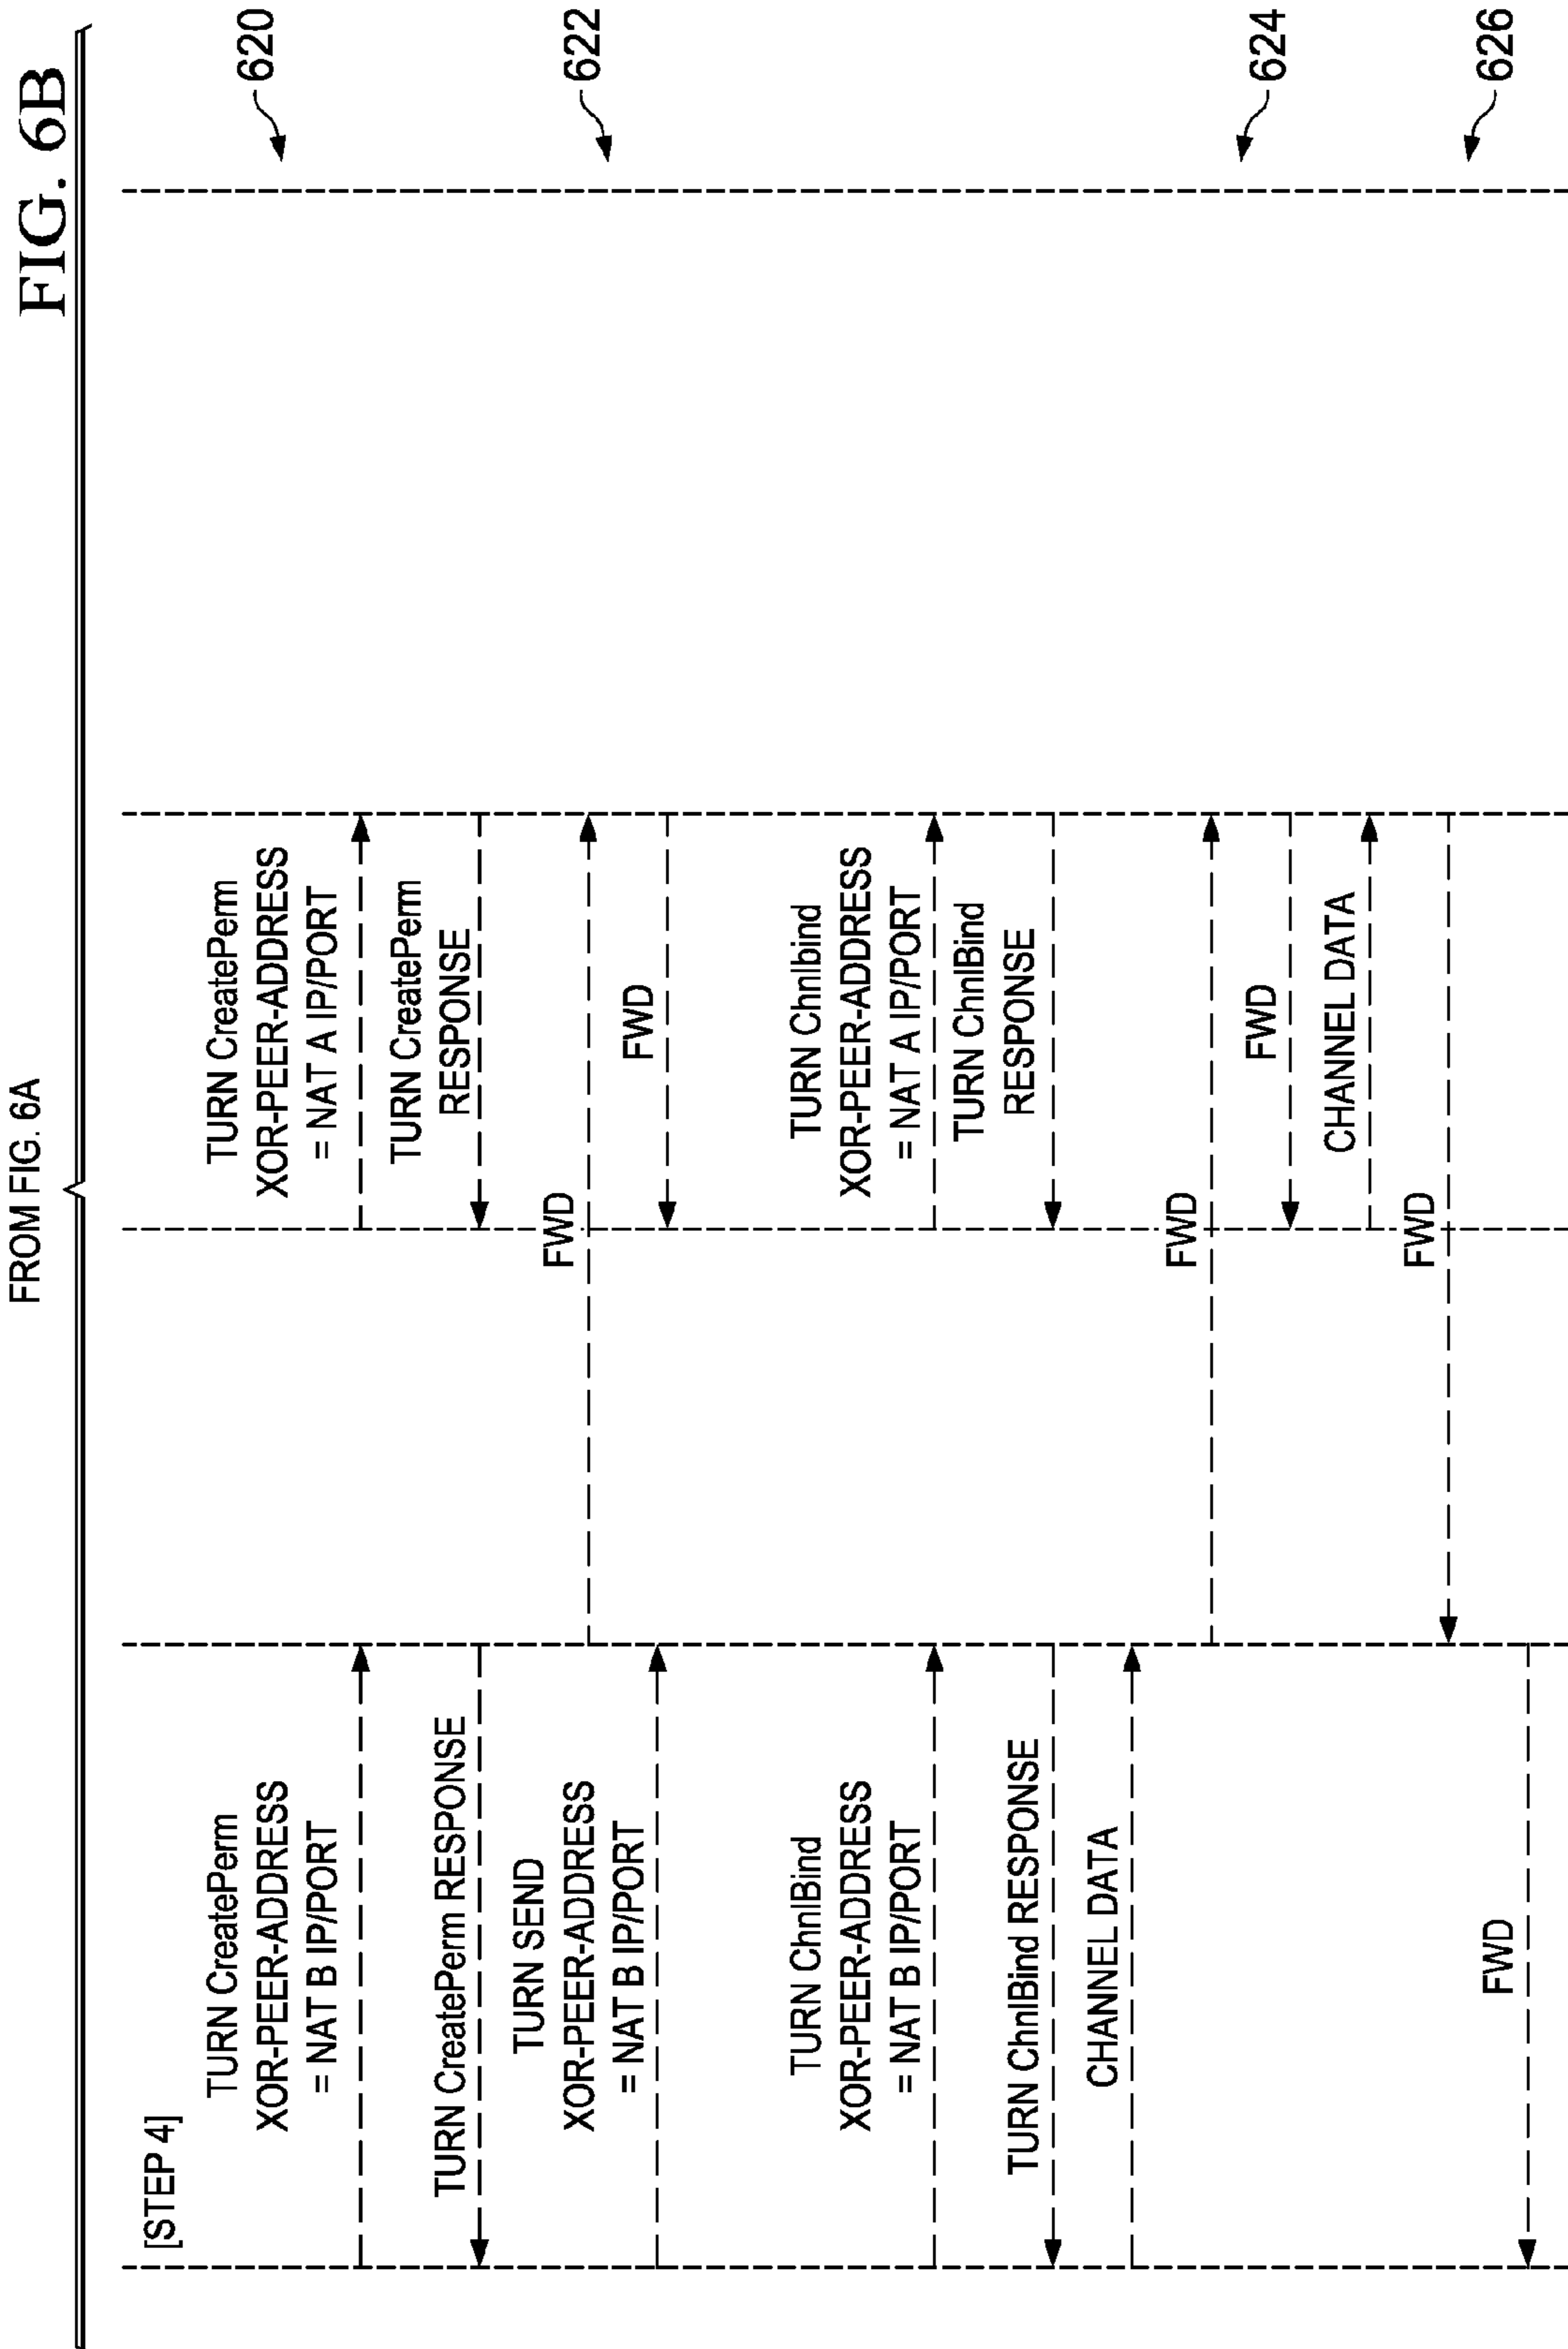 FROM FIG. 6A
FIG. 6B
[STEP 4]
TURN CreatePerm
XOR-PEER-ADDRESS
= NAT B IP/PORT
TURN CreatePerm
XOR-PEER-ADDRESS
= NAT A IP/PORT
620
TURN CreatePerm RESPONSE
TURN CreatePerm
RESPONSE
TURN SEND
XOR-PEER-ADDRESS
= NAT B IP/PORT
FWD
FWD
622
TURN ChnlBind
XOR-PEER-ADDRESS
= NAT B IP/PORT
TURN Chnlbind
XOR-PEER-ADDRESS
= NAT A IP/PORT
TURN ChnlBind RESPONSE
TURN ChnlBind
RESPONSE
CHANNEL DATA
FWD
FWD
624
CHANNEL DATA
FWD
FWD
626